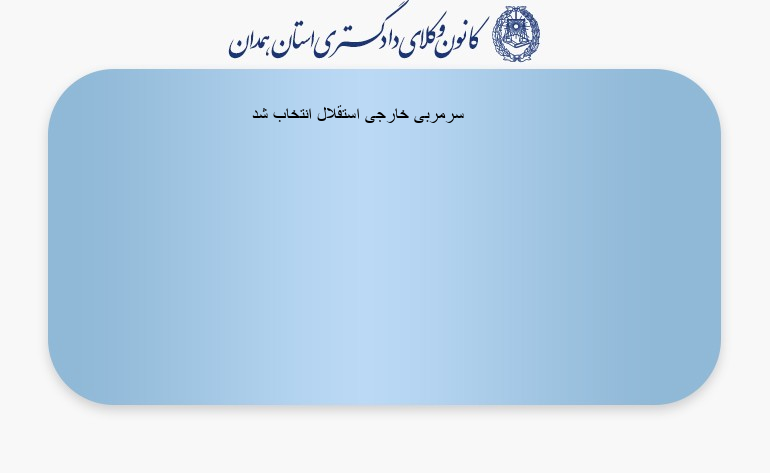 کانون وکلای دادگستری استان همدان
سرمربی خارجی استقلال انتخاب شد